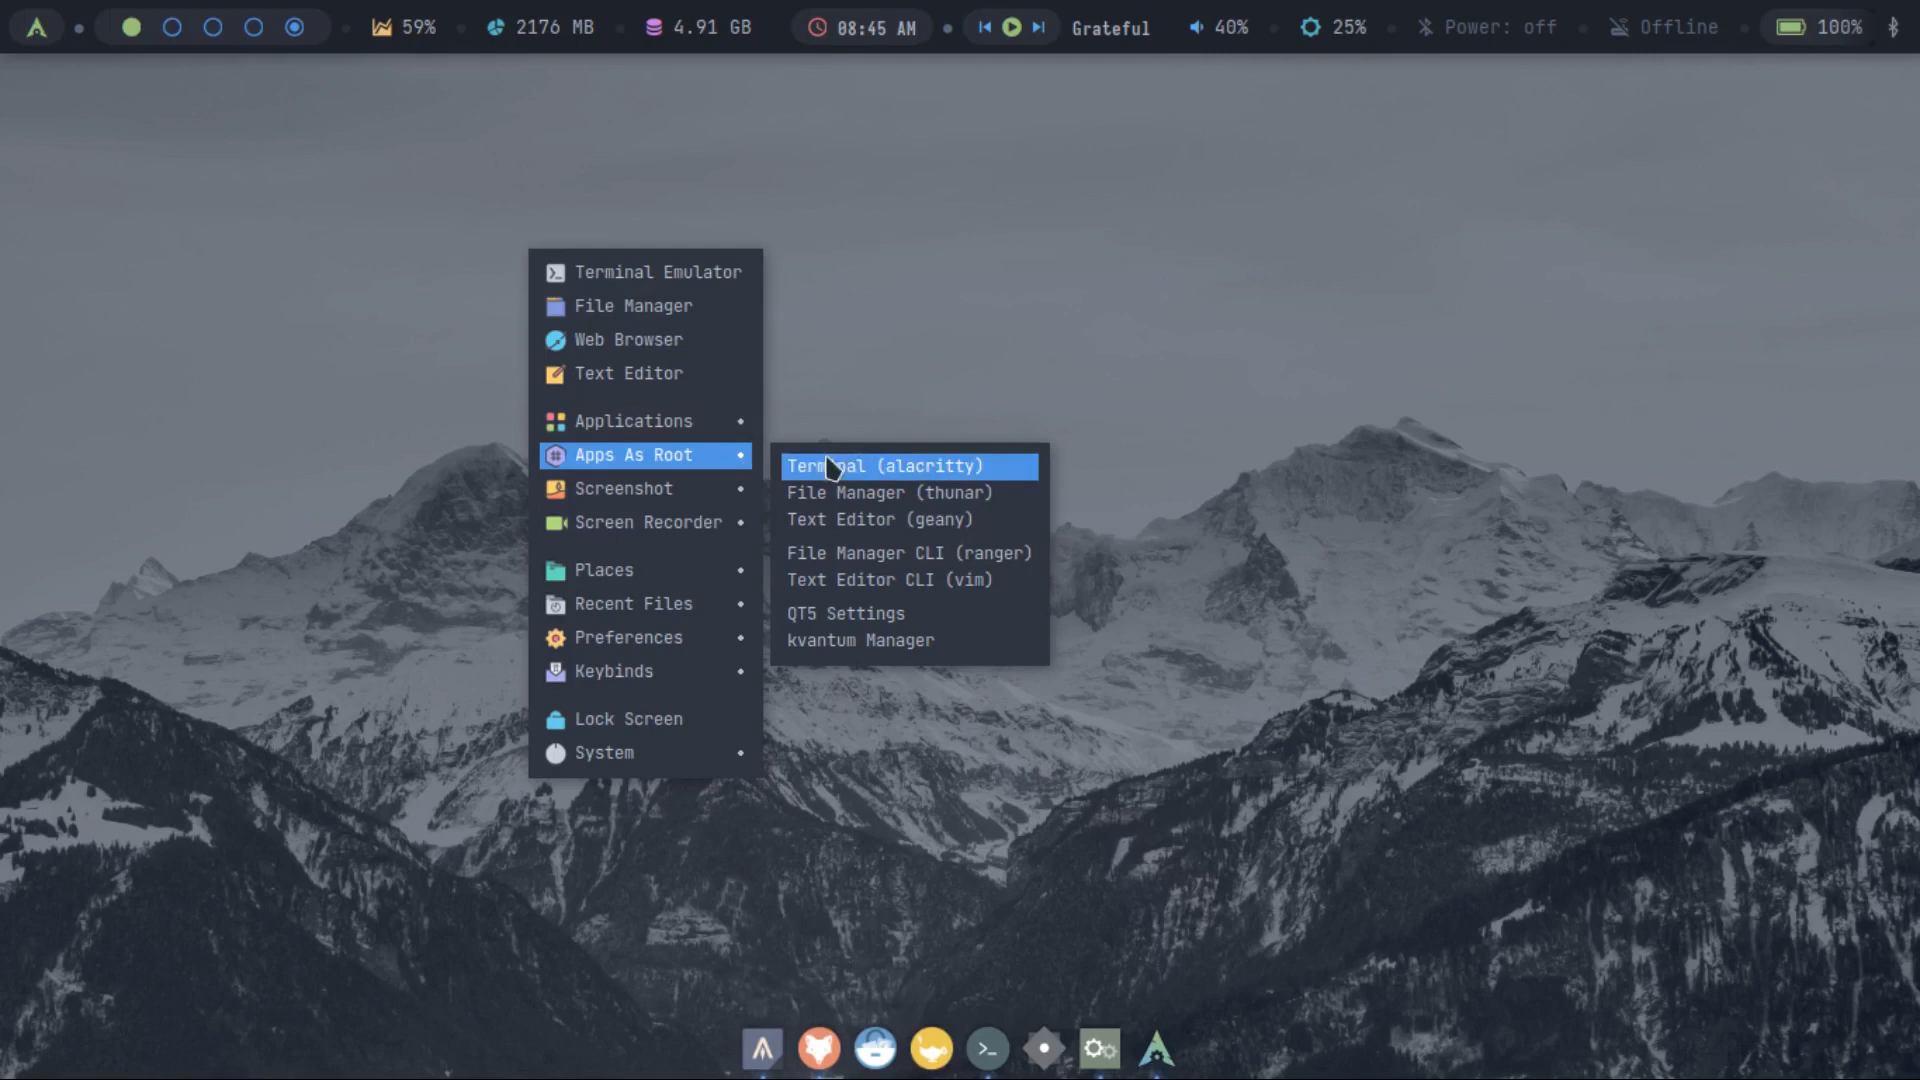 59%
2176 MB
4.91 GB
08:45 AM
Grateful
40%
25%
Power: off
Offline
100%
Terminal Emulator
File Manager
Web Browser
Text Editor
Applications
Apps As Root
Screenshot
Screen Recorder
Places
Recent Files
Preferences
Keybinds
Lock Screen
System
Terminal (alacritty)
File Manager (thunar)
Text Editor (geany)
File Manager CLI (ranger)
Text Editor CLI (vim)
QT5 Settings
kvantum Manager